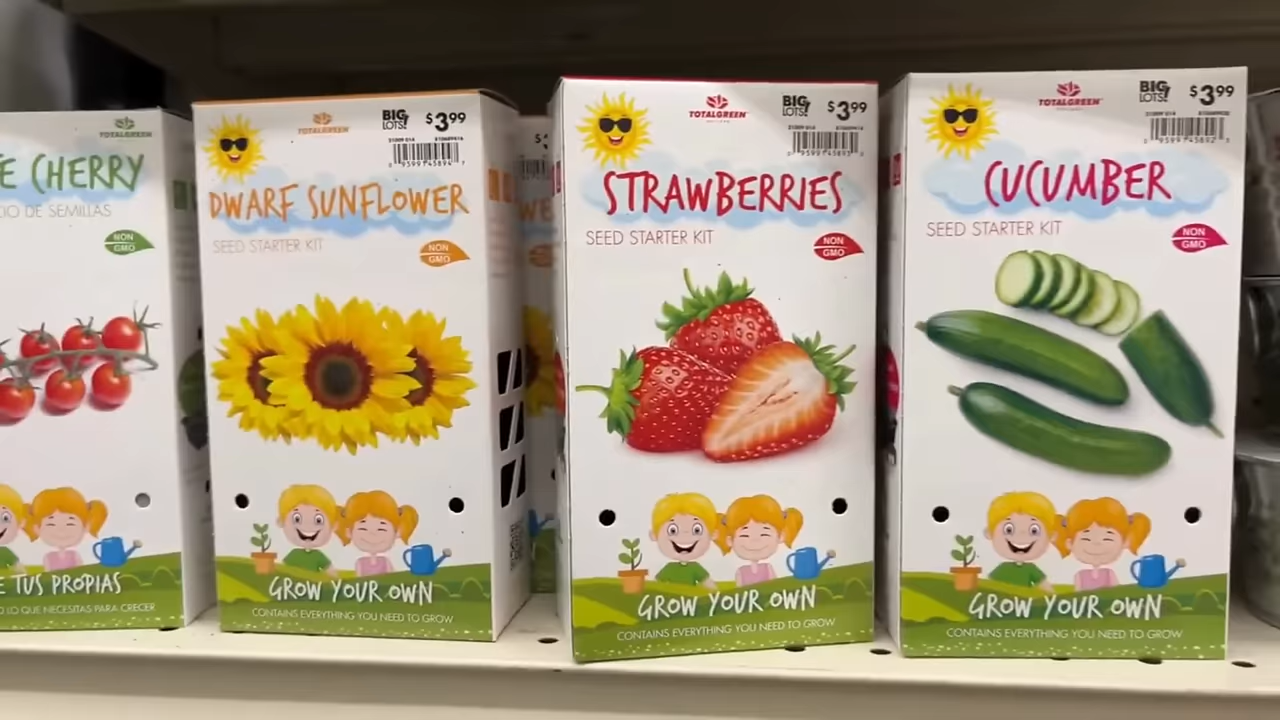 TOTALGREEN
E CHERRY
CIO DE SEMILLAS
NON
GMO
E TUS PROPIAS
O LO QUE NECESITAS PARA CRECER
TOTALGREEN
BIG
LOTS!
$3.99
DWARF SUNFLOWER
SEED STARTER KIT
NON
GMO
GROW YOUR OWN
CONTAINS EVERYTHING YOU NEED TO GROW
TOTALGREEN
BIG
LOTS!
$3.99
STRAWBERRIES
SEED STARTER KIT
NON
GMO
GROW YOUR OWN
CONTAINS EVERYTHING YOU NEED TO GROW
TOTALGREEN
BIG
LOTS!
$3.99
CUCUMBER
SEED STARTER KIT
NON
GMO
GROW YOUR OWN
CONTAINS EVERYTHING YOU NEED TO GROW